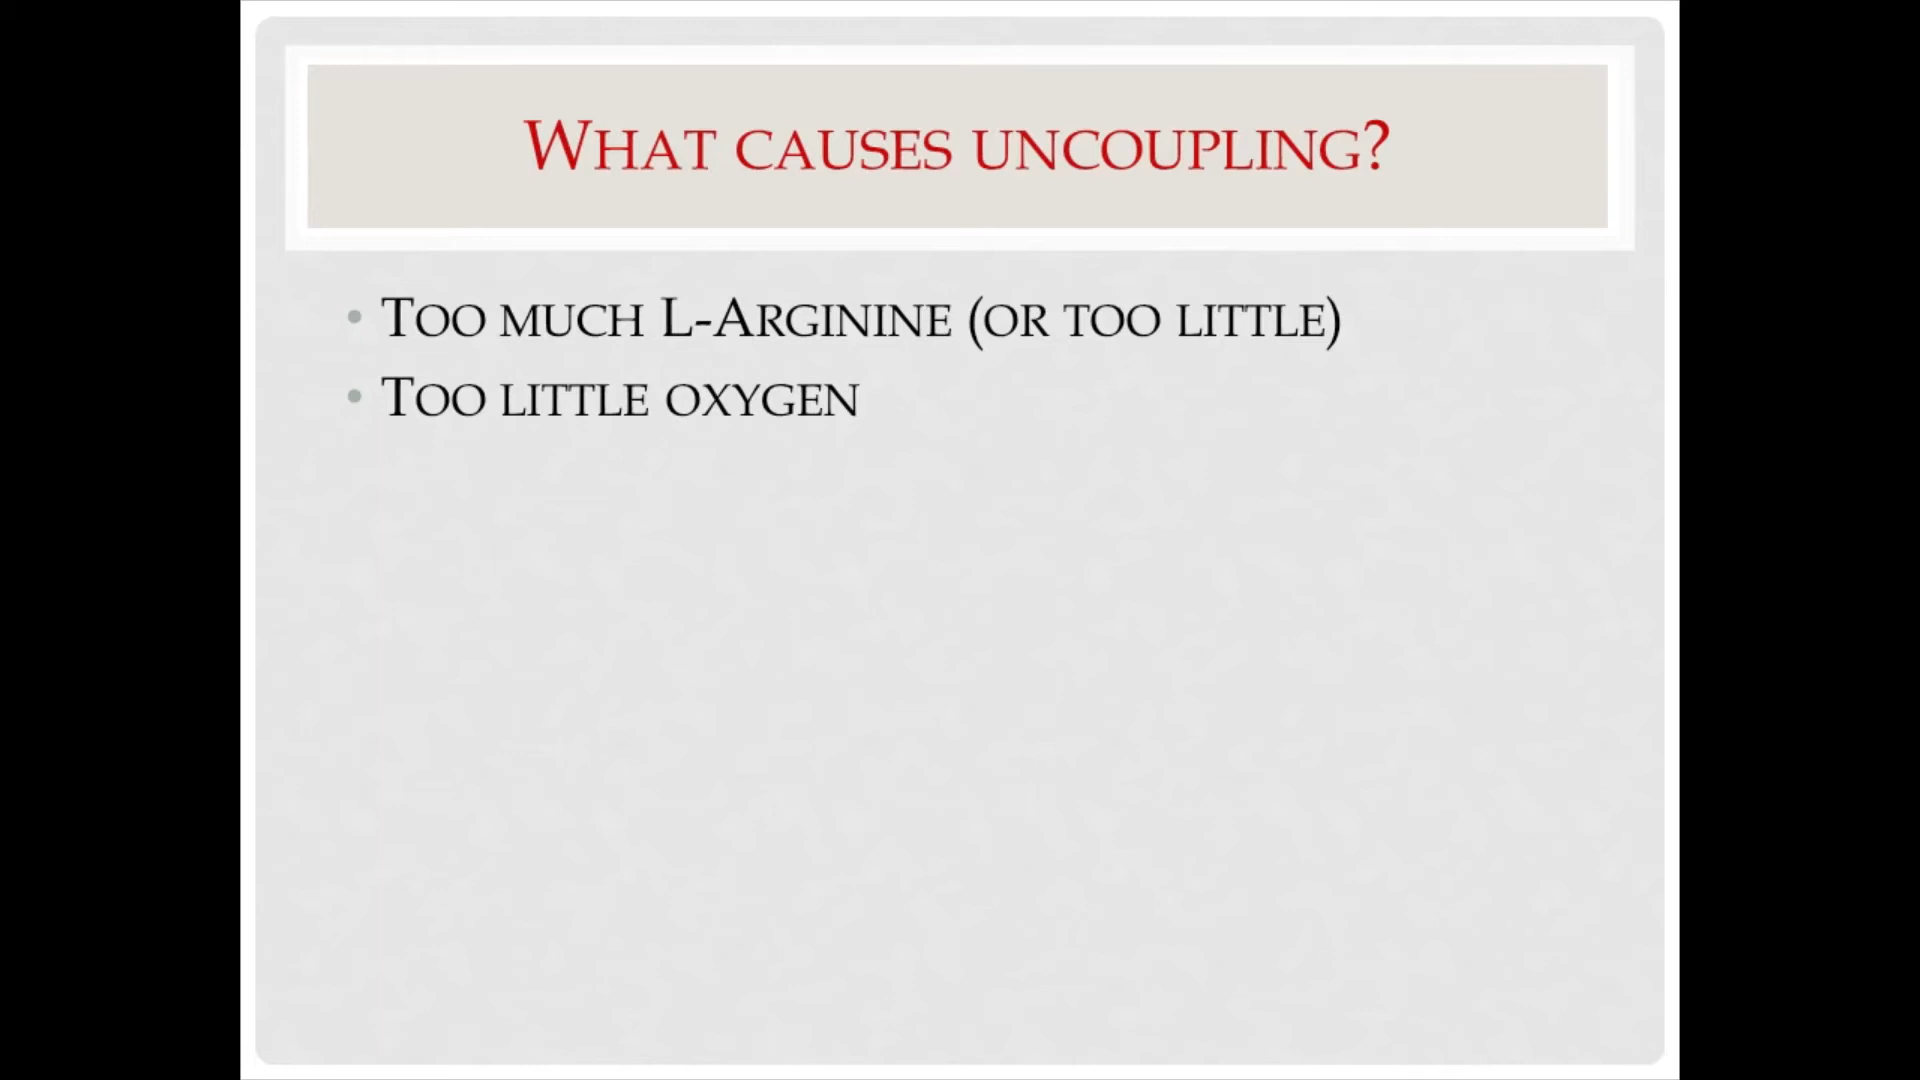 What causes uncoupling?
• Too much L-Arginine (or too little)
• Too little oxygen